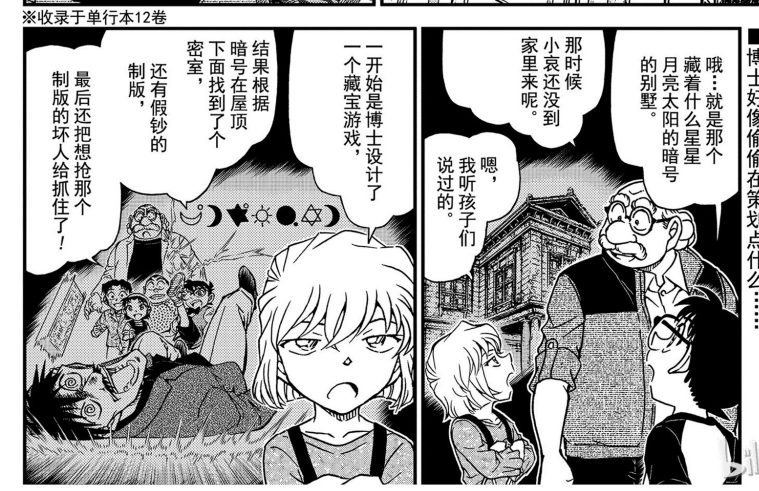 ※收录于单行本12卷
博士好像偷偷在策划点什么……
哦…就是那个
藏着什么星星
月亮太阳的暗号
的别墅。
那时候
小哀还没到
家里来呢。
嗯，
我听孩子们
说过的。
一开始是博士设计了
一个藏宝游戏，
结果根据
暗号在屋顶
下面找到了个
密室，
还有假钞的
制版，
最后还把想抢那个
制版的坏人给抓住了！